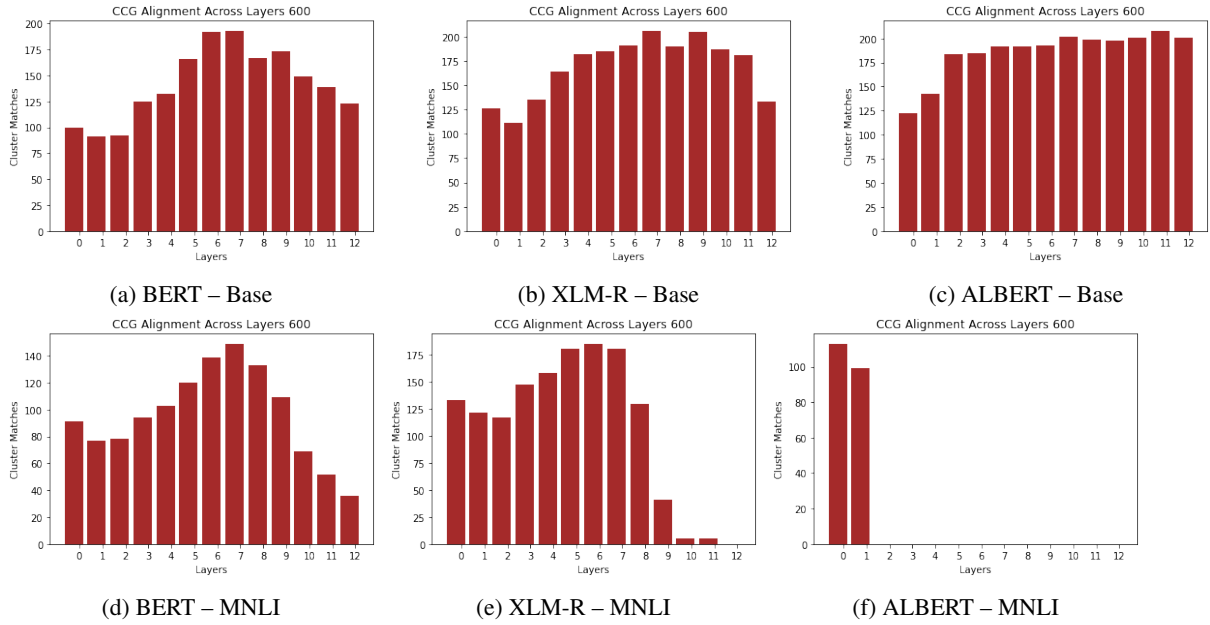 CCG Alignment Across Layers 600
Cluster Matches
200
175
150
125
100
75
50
25
0
0 1 2 3 4 5 6 7 8 9 10 11 12
Layers
(a) BERT – Base
CCG Alignment Across Layers 600
Cluster Matches
200
175
150
125
100
75
50
25
0
0 1 2 3 4 5 6 7 8 9 10 11 12
Layers
(b) XLM-R – Base
CCG Alignment Across Layers 600
Cluster Matches
200
175
150
125
100
75
50
25
0
0 1 2 3 4 5 6 7 8 9 10 11 12
Layers
(c) ALBERT – Base
CCG Alignment Across Layers 600
Cluster Matches
140
120
100
80
60
40
20
0
0 1 2 3 4 5 6 7 8 9 10 11 12
Layers
(d) BERT – MNLI
CCG Alignment Across Layers 600
Cluster Matches
175
150
125
100
75
50
25
0
0 1 2 3 4 5 6 7 8 9 10 11 12
Layers
(e) XLM-R – MNLI
CCG Alignment Across Layers 600
Cluster Matches
100
80
60
40
20
0
0 1 2 3 4 5 6 7 8 9 10 11 12
Layers
(f) ALBERT – MNLI